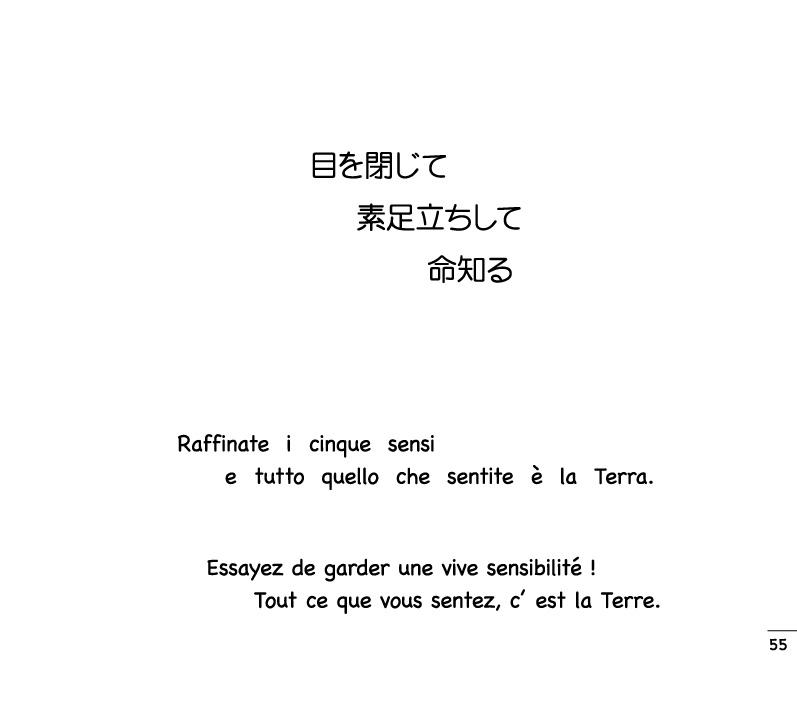 目を閉じて
素足立ちして
命知る
Raffinate i cinque sensi
e tutto quello che sentite è la Terra.
Essayez de garder une vive sensibilité !
Tout ce que vous sentez, c’ est la Terre.
55